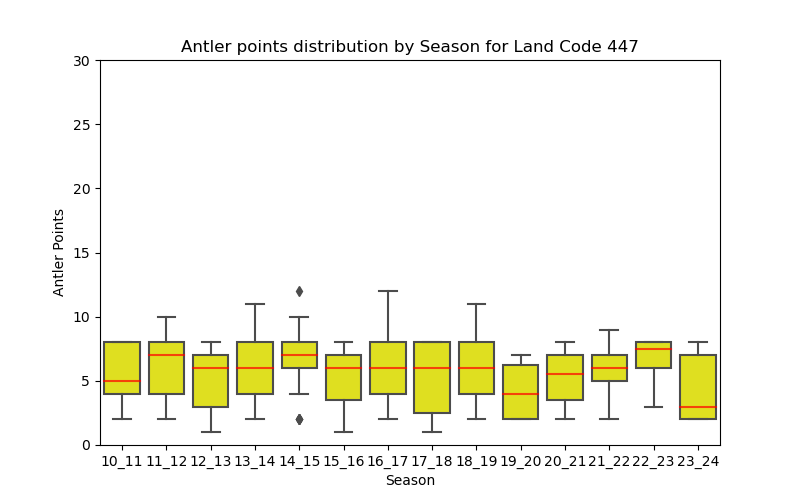 Antler points distribution by Season for Land Code 447
30
25
20
15
10
5
0
Antler Points
10_11 11_12 12_13 13_14 14_15 15_16 16_17 17_18 18_19 19_20 20_21 21_22 22_23 23_24
Season